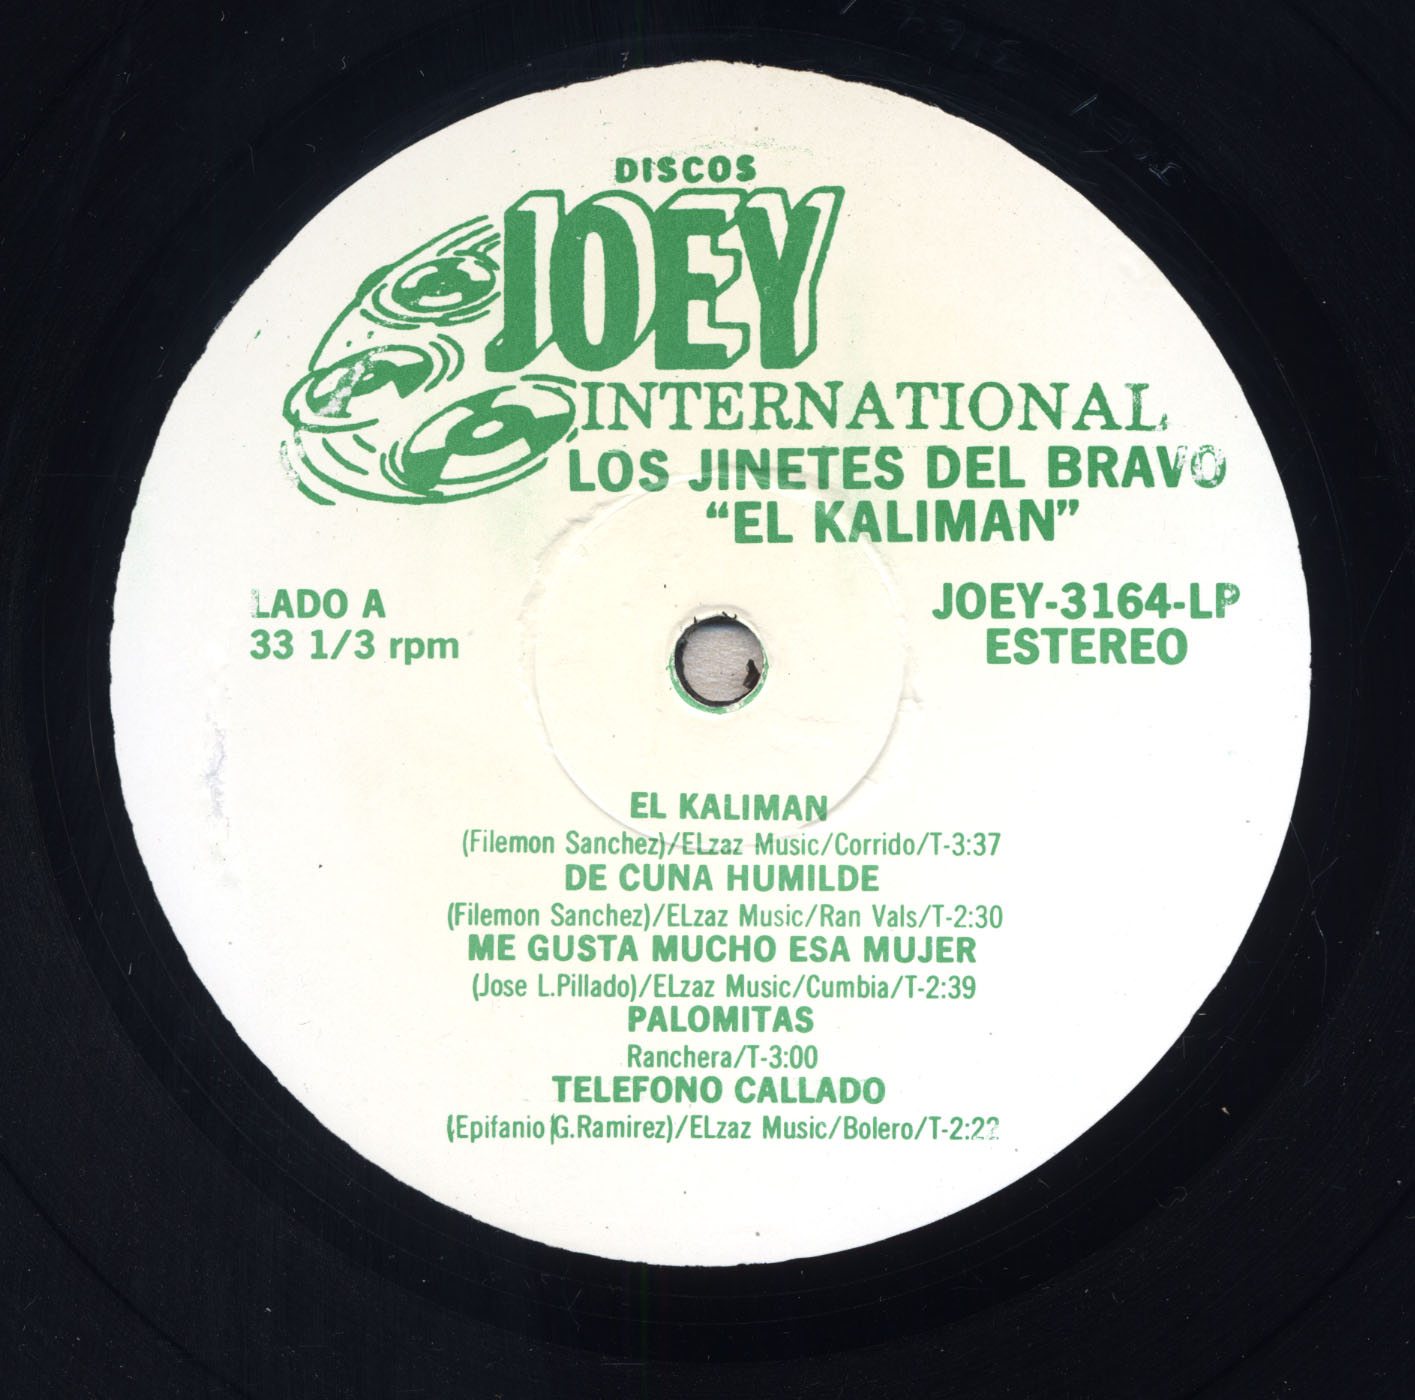 DISCOS
JOEY
INTERNATIONAL
LOS JINETES DEL BRAVO
"EL KALIMAN"
LADO A
33 1/3 rpm
JOEY-3164-LP
ESTEREO
EL KALIMAN
(Filemon Sanchez)/ELzaz Music/Corrido/T-3:37
DE CUNA HUMILDE
(Filemon Sanchez)/ELzaz Music/Ran Vals/T-2:30
ME GUSTA MUCHO ESA MUJER
(Jose L.Pillado)/ELzaz Music/Cumbia/T-2:39
PALOMITAS
Ranchera/T-3:00
TELEFONO CALLADO
(Epifanio G.Ramirez)/ELzaz Music/Bolero/T-2:22